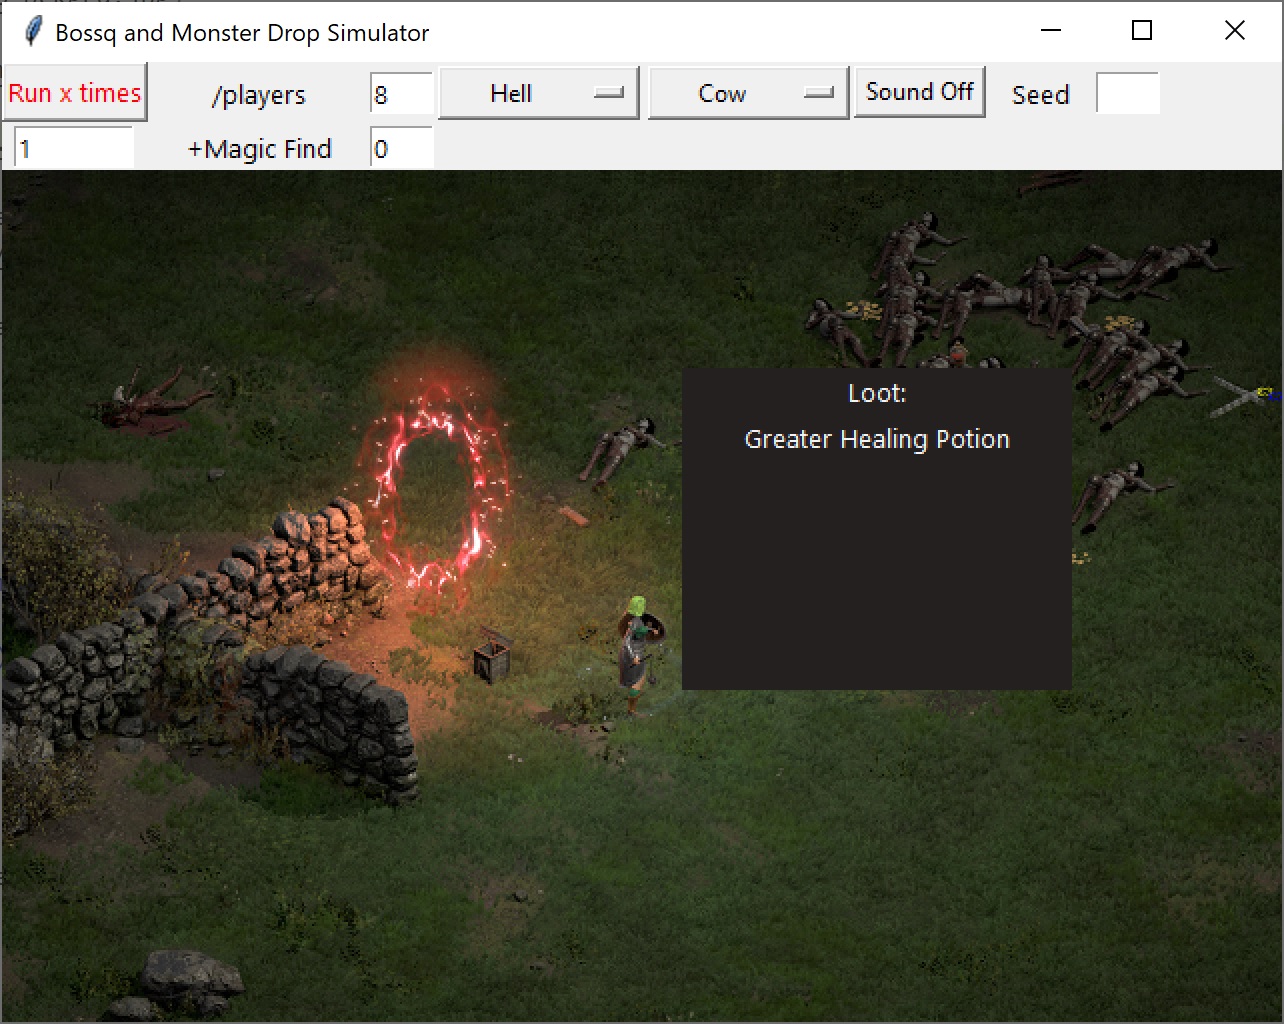 Bossq and Monster Drop Simulator
Run x times /players 8 Hell Cow Sound Off Seed
1 +Magic Find 0
Loot:
Greater Healing Potion